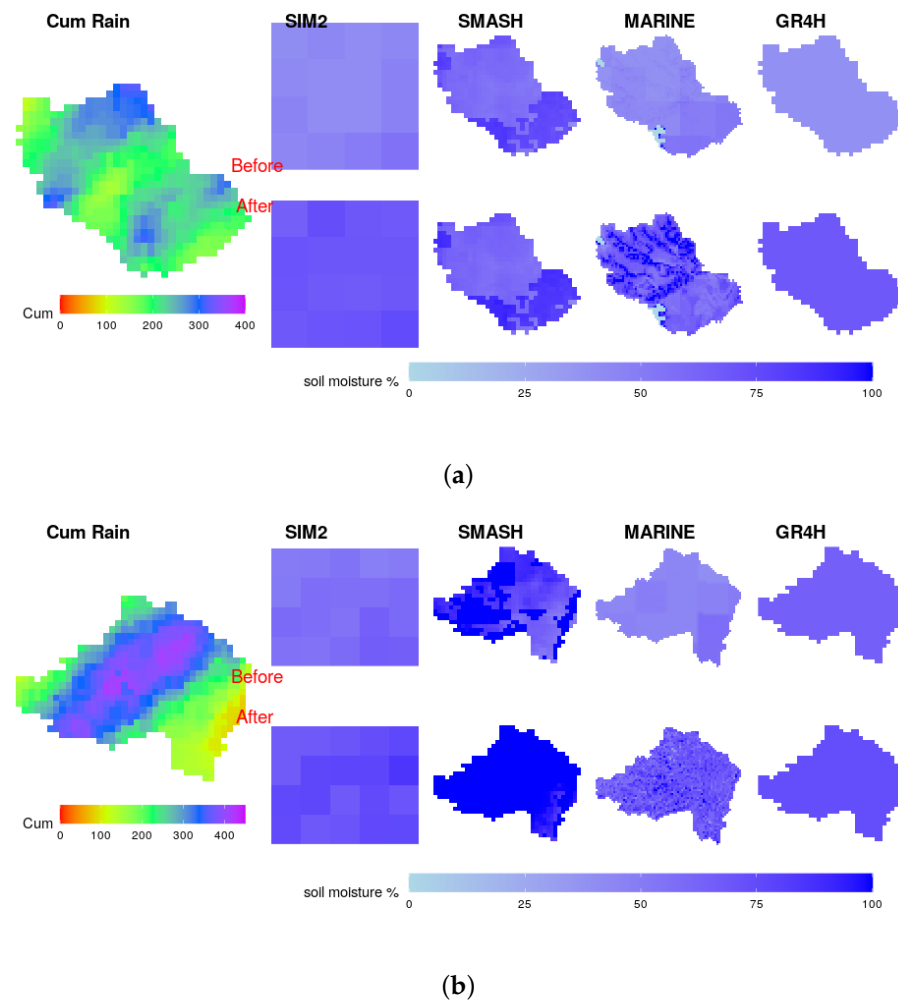 Cum Rain SIM2 SMASH MARINE GR4H
Before
After
Cum
0 100 200 300 400
soil moisture %
0 25 50 75 100
(a)
Cum Rain SIM2 SMASH MARINE GR4H
Before
After
Cum
0 100 200 300 400
soil moisture %
0 25 50 75 100
(b)